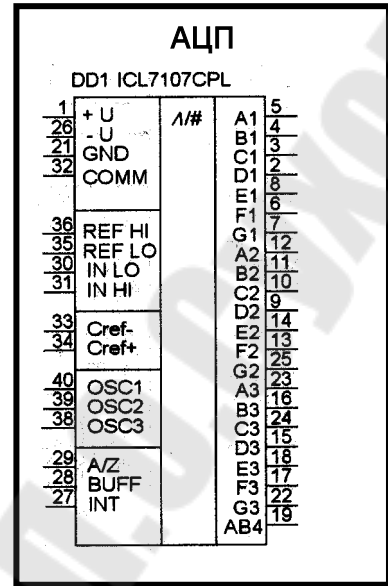 АЦП
DD1 ICL7107CPL
1 + U Λ/# A1 5
26 - U B1 4
21 GND C1 3
32 COMM D1 2
E1 8
F1 6
36 REF HI G1 7
35 REF LO A2 12
30 IN LO B2 11
31 IN HI C2 10
D2 9
33 Cref- E2 14
34 Cref+ F2 13
G2 25
40 OSC1 A3 23
39 OSC2 B3 16
38 OSC3 C3 24
D3 15
29 A/Z E3 18
28 BUFF F3 17
27 INT G3 22
AB4 19